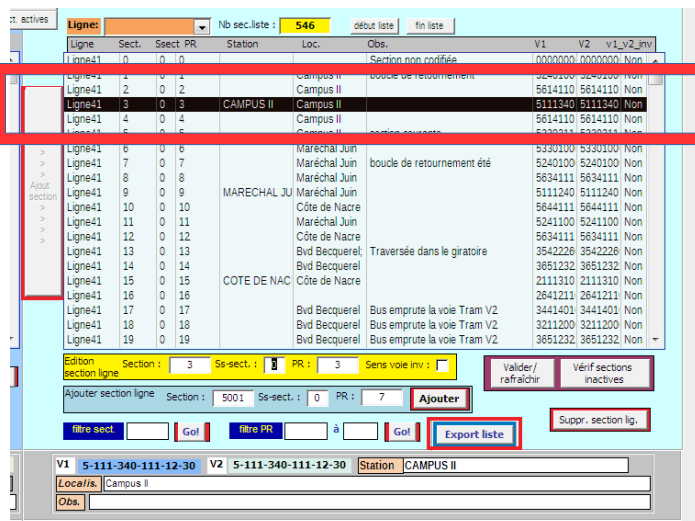 ct. actives
Ligne: Nb sec.liste : 546 début liste fin liste
Ligne Sect. Ssect PR Station Loc. Obs. V1 V2 v1_v2_inv
Ligne41 0 0 0 Section non codifiée 0000000 0000000 Non
Ligne41 1 0 1 Campus II boucle de retournement 5240100 5240100 Non
Ligne41 2 0 2 Campus II 5614110 5614110 Non
Ligne41 3 0 3 CAMPUS II Campus II 5111340 5111340 Non
Ligne41 4 0 4 Campus II 5614110 5614110 Non
Ligne41 5 0 5 Campus II section courante 5330211 5330211 Non
Ligne41 6 0 6 Maréchal Juin 5330100 5330100 Non
Ligne41 7 0 7 Maréchal Juin boucle de retournement été 5240100 5240100 Non
Ligne41 8 0 8 Maréchal Juin 5634111 5634111 Non
Ligne41 9 0 9 MARECHAL JU Maréchal Juin 5111240 5111240 Non
Ligne41 10 0 10 Côte de Nacre 5644111 5644111 Non
Ligne41 11 0 11 Maréchal Juin 5241100 5241100 Non
Ligne41 12 0 12 Côte de Nacre 5634111 5634111 Non
Ligne41 13 0 13 Bvd Becquerel; Traversée dans le giratoire 3542226 3542226 Non
Ligne41 14 0 14 Bvd Becquerel 3651232 3651232 Non
Ligne41 15 0 15 COTE DE NAC Côte de Nacre 2111310 2111310 Non
Ligne41 16 0 16 2641211 2641211 Non
Ligne41 17 0 17 Bvd Becquerel Bus emprute la voie Tram V2 3441401 3441401 Non
Ligne41 18 0 18 Bvd Becquerel Bus emprute la voie Tram V2 3211200 3211200 Non
Ligne41 19 0 19 Bvd Becquerel Bus emprute la voie Tram V2 3651232 3651232 Non
>
>
>
Ajout
section
>
>
>
>
Edition
section ligne Section : 3 Ss-sect. : 0 PR : 3 Sens voie inv :
Valider/
rafraîchir
Vérif sections
inactives
Ajouter section ligne Section : 5001 Ss-sect. : 0 PR : 7 Ajouter
filtre sect. Go! filtre PR à Go! Export liste
Suppr. section lig.
V1 5-111-340-111-12-30 V2 5-111-340-111-12-30 Station CAMPUS II
Localis. Campus II
Obs.